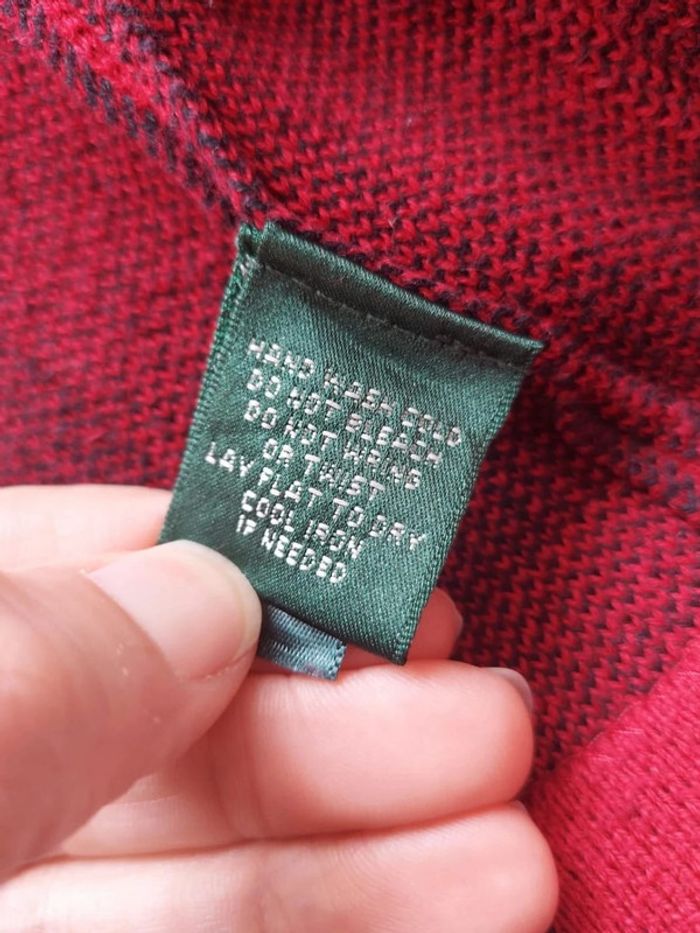 HAND WASH COLD
DO NOT BLEACH
DO NOT WRING
OR TWIST
LAY FLAT TO DRY
COOL IRON
IF NEEDED